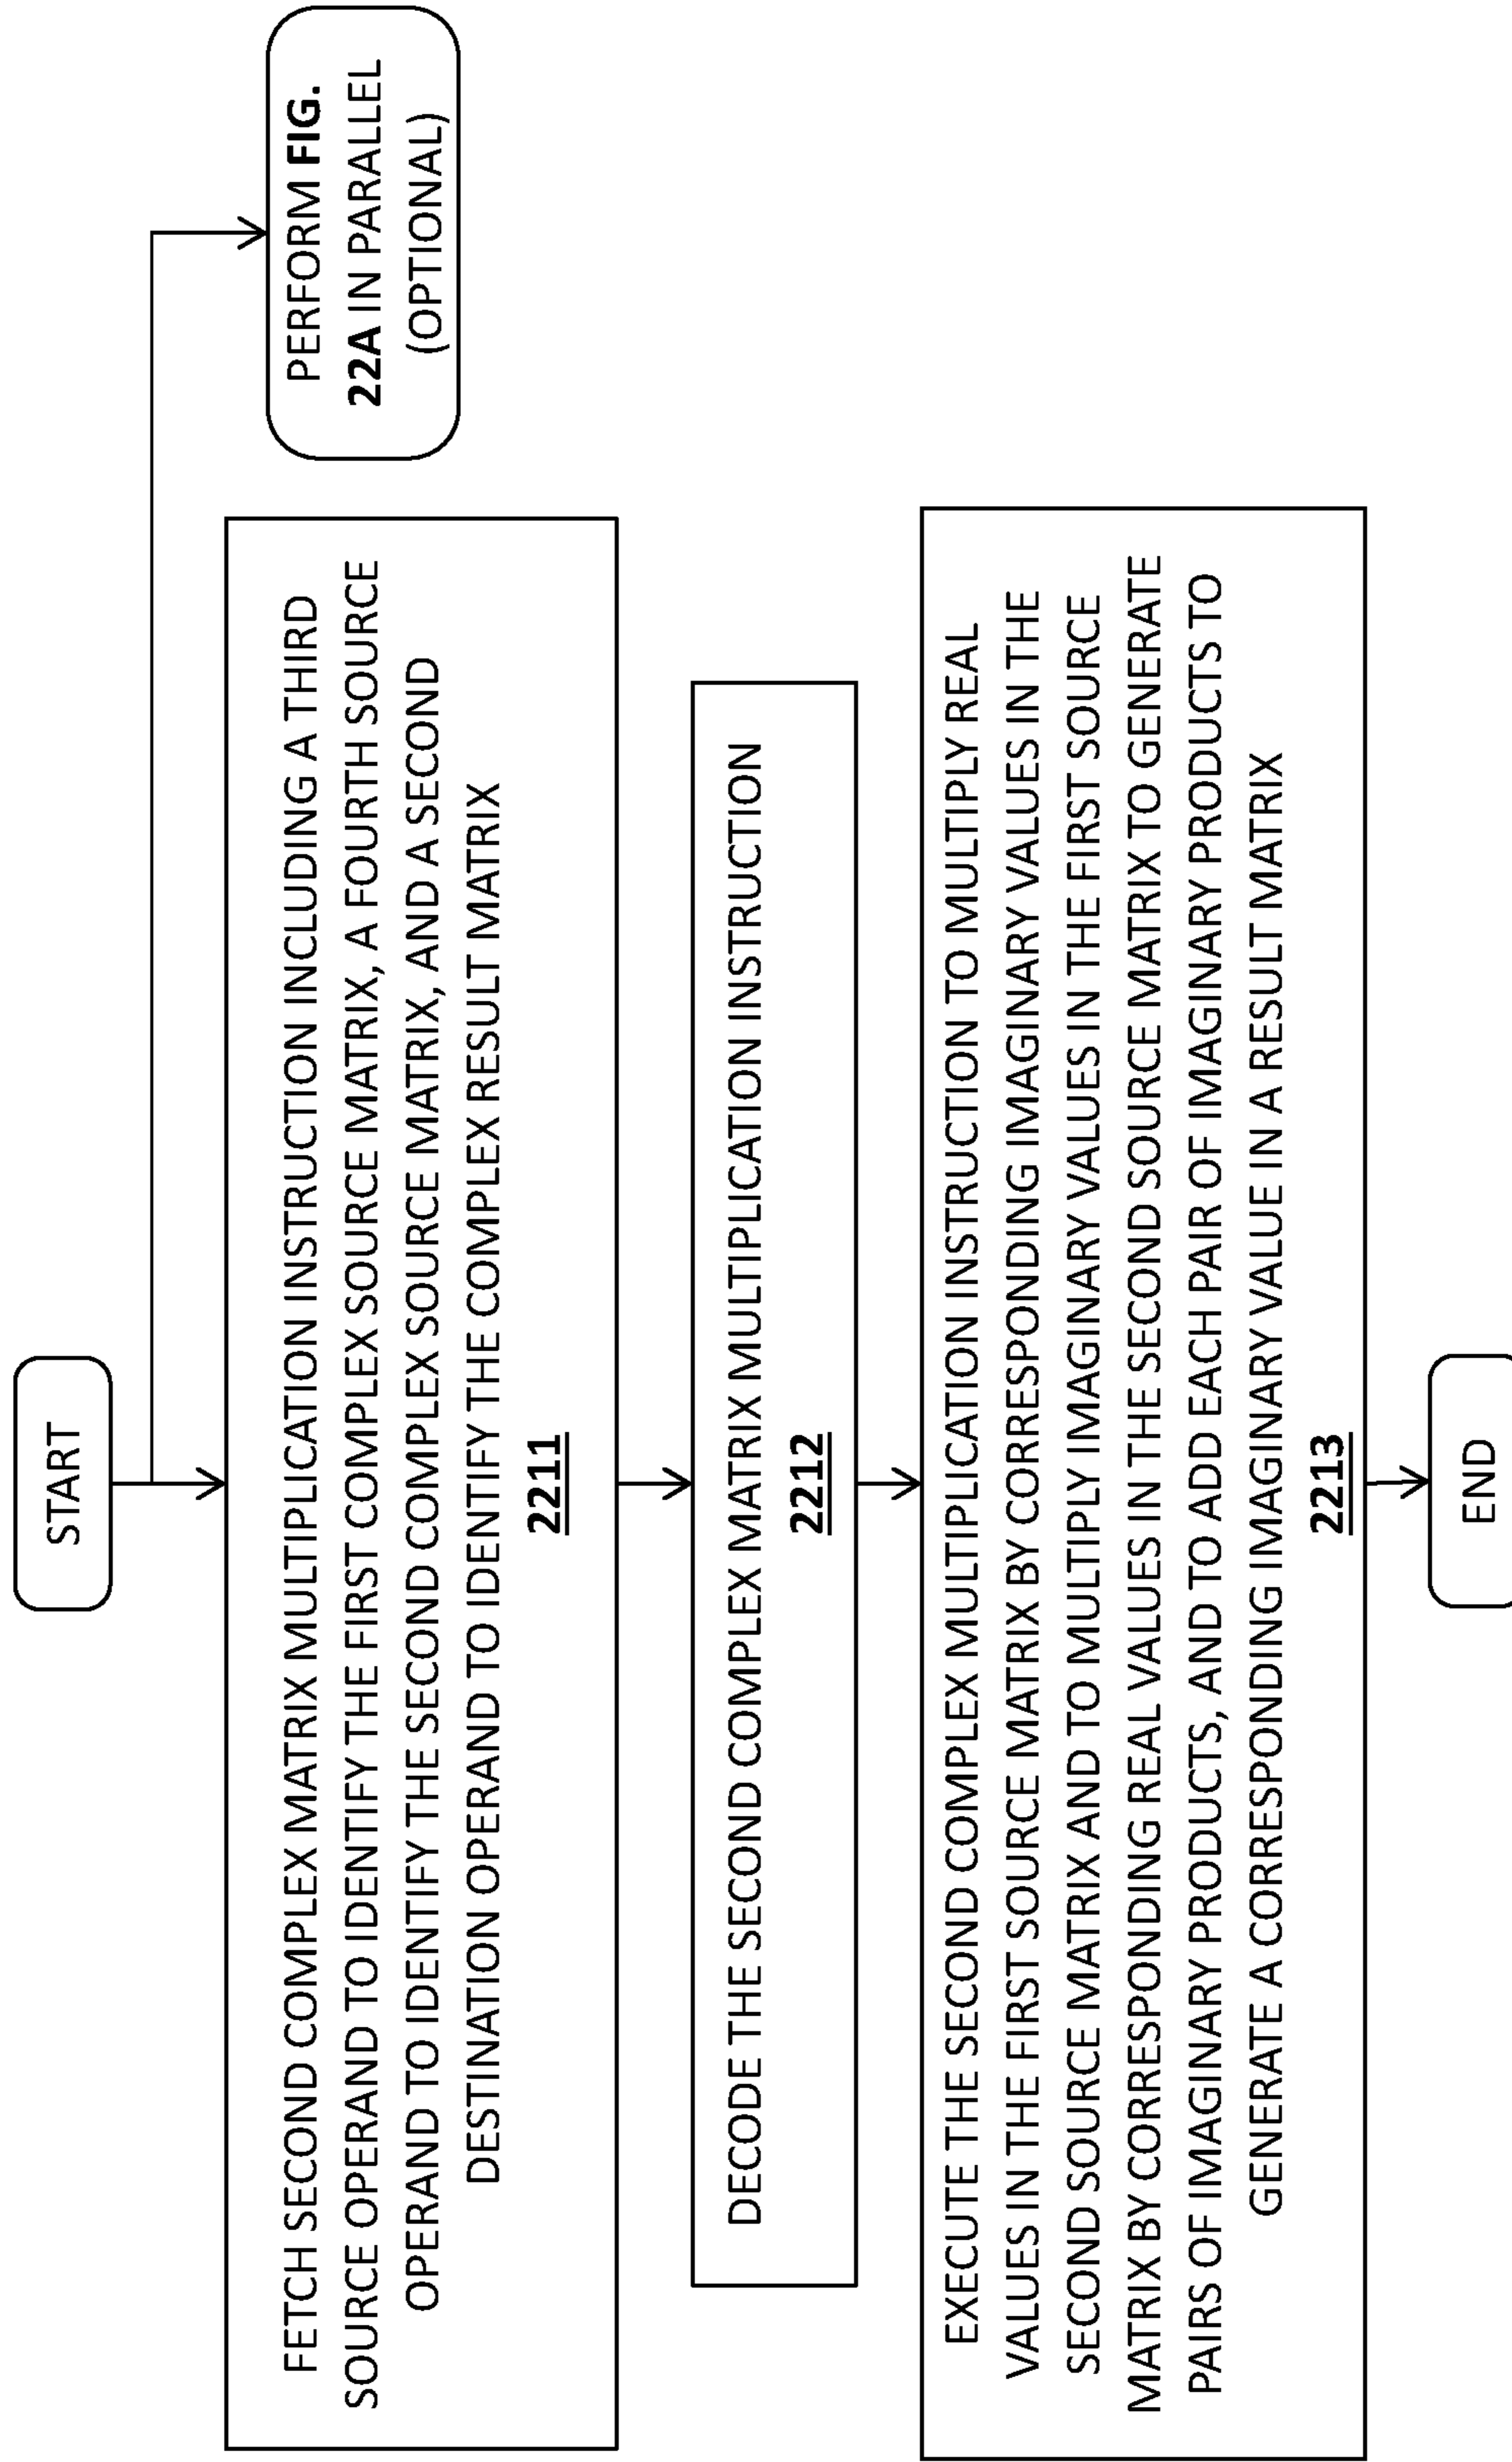 START
PERFORM FIG.
22A IN PARALLEL
(OPTIONAL)
FETCH SECOND COMPLEX MATRIX MULTIPLICATION INSTRUCTION INCLUDING A THIRD
SOURCE OPERAND TO IDENTIFY THE FIRST COMPLEX SOURCE MATRIX, A FOURTH SOURCE
OPERAND TO IDENTIFY THE SECOND COMPLEX SOURCE MATRIX, AND A SECOND
DESTINATION OPERAND TO IDENTIFY THE COMPLEX RESULT MATRIX
2211
DECODE THE SECOND COMPLEX MATRIX MULTIPLICATION INSTRUCTION
2212
EXECUTE THE SECOND COMPLEX MULTIPLICATION INSTRUCTION TO MULTIPLY REAL
VALUES IN THE FIRST SOURCE MATRIX BY CORRESPONDING IMAGINARY VALUES IN THE
SECOND SOURCE MATRIX AND TO MULTIPLY IMAGINARY VALUES IN THE FIRST SOURCE
MATRIX BY CORRESPONDING REAL VALUES IN THE SECOND SOURCE MATRIX TO GENERATE
PAIRS OF IMAGINARY PRODUCTS, AND TO ADD EACH PAIR OF IMAGINARY PRODUCTS TO
GENERATE A CORRESPONDING IMAGINARY VALUE IN A RESULT MATRIX
2213
END